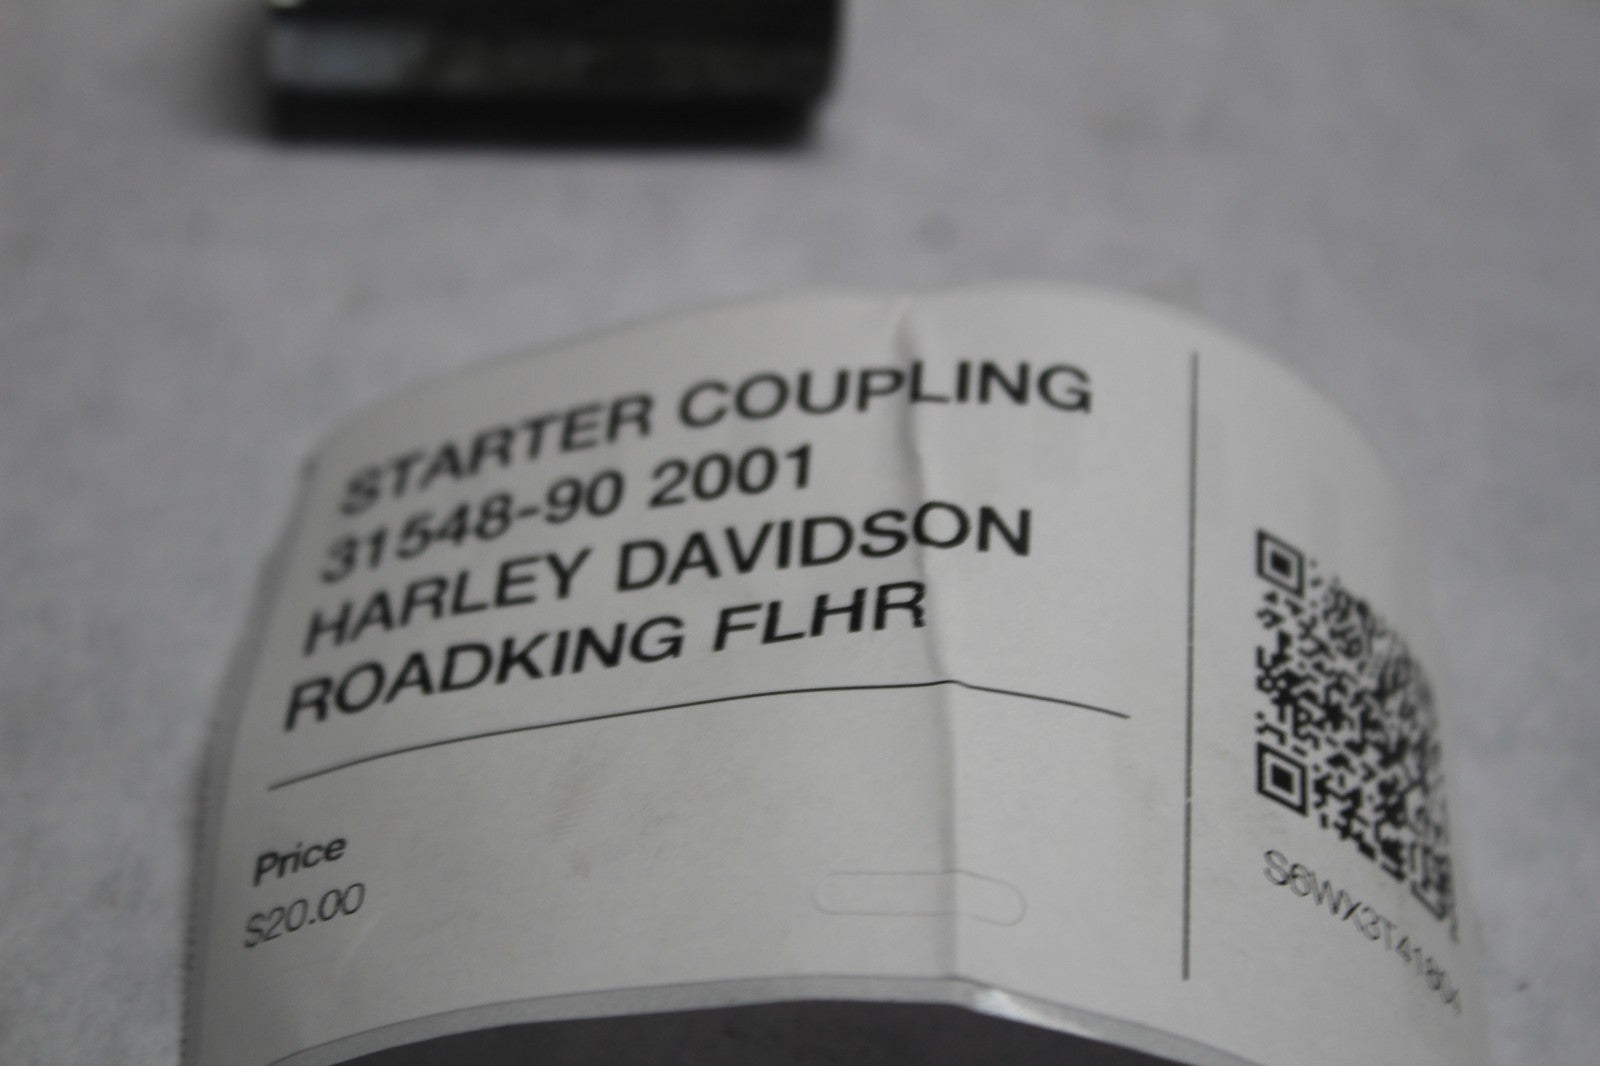 STARTER COUPLING
31548-90 2001
HARLEY DAVIDSON
ROADKING FLHR
Price
$20.00